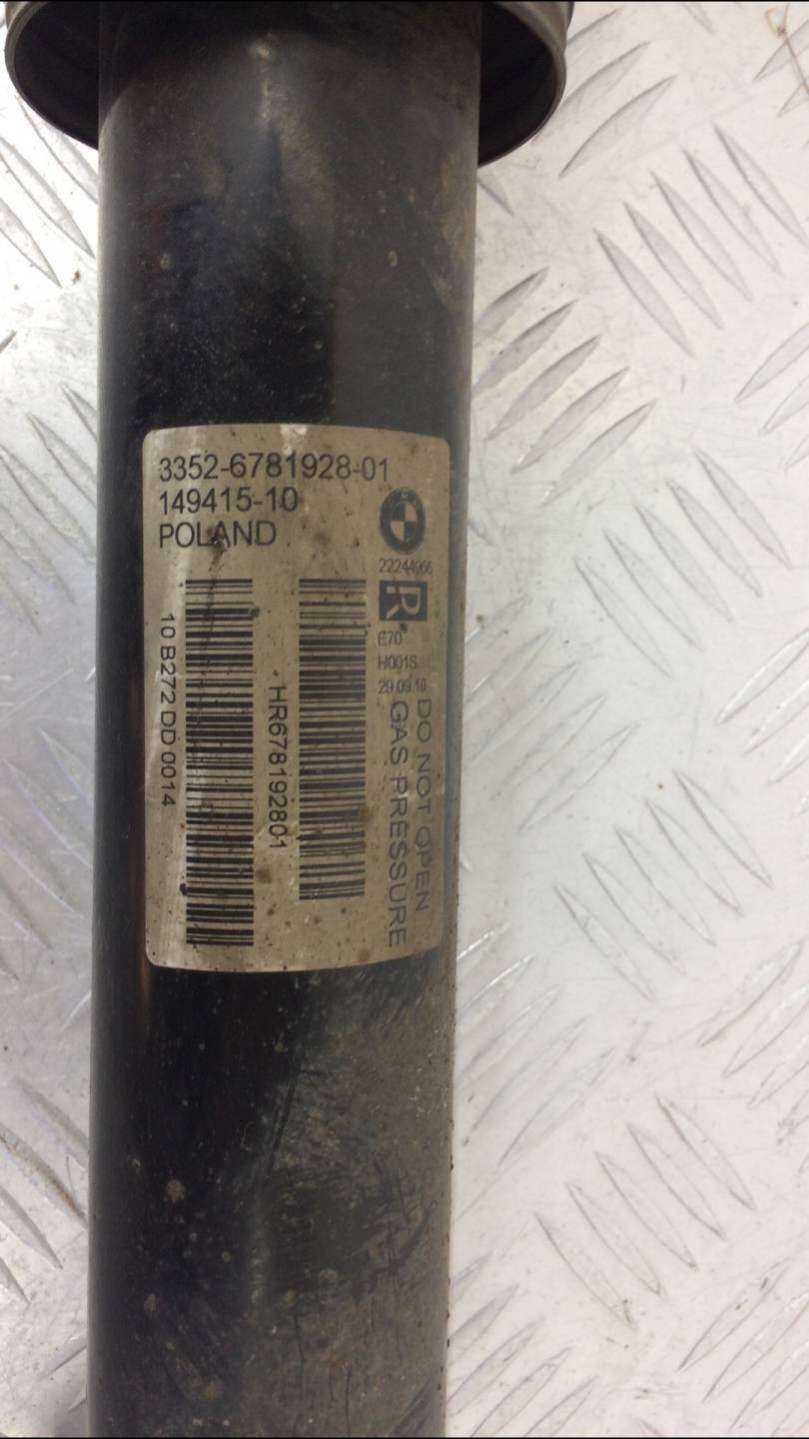 3352-6781928-01
149415-10
POLAND
22244966
R
E70
H001S
29.09.10
DO NOT OPEN
GAS PRESSURE
HR678192801
10 B272 DD 0014